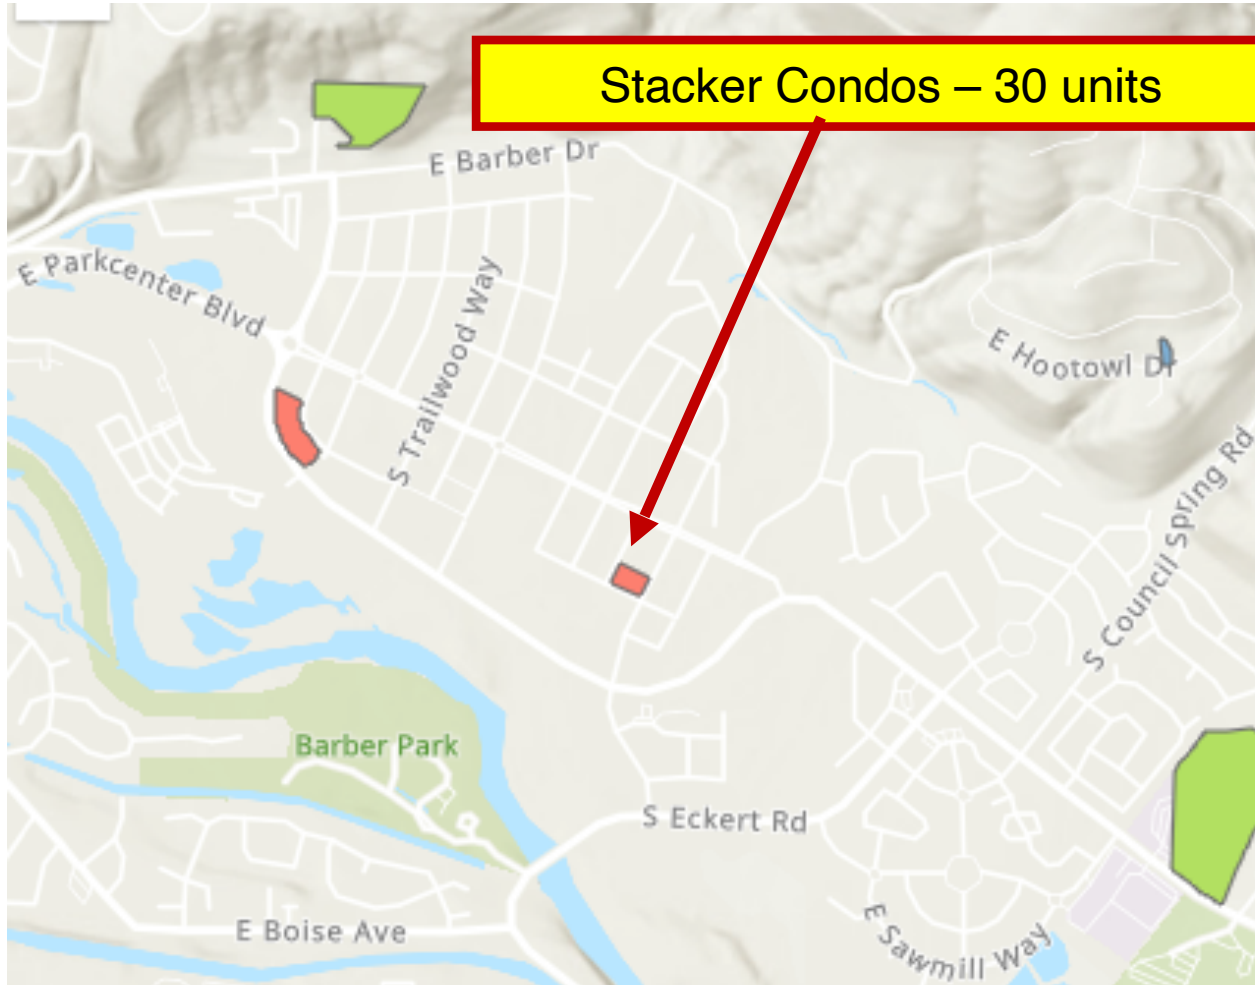 Stacker Condos – 30 units
E Barber Dr
E Parkcenter Blvd
S Trailwood Way
E Hootowl Dr
S Council Spring Rd
Barber Park
S Eckert Rd
E Boise Ave
E Sawmill Way